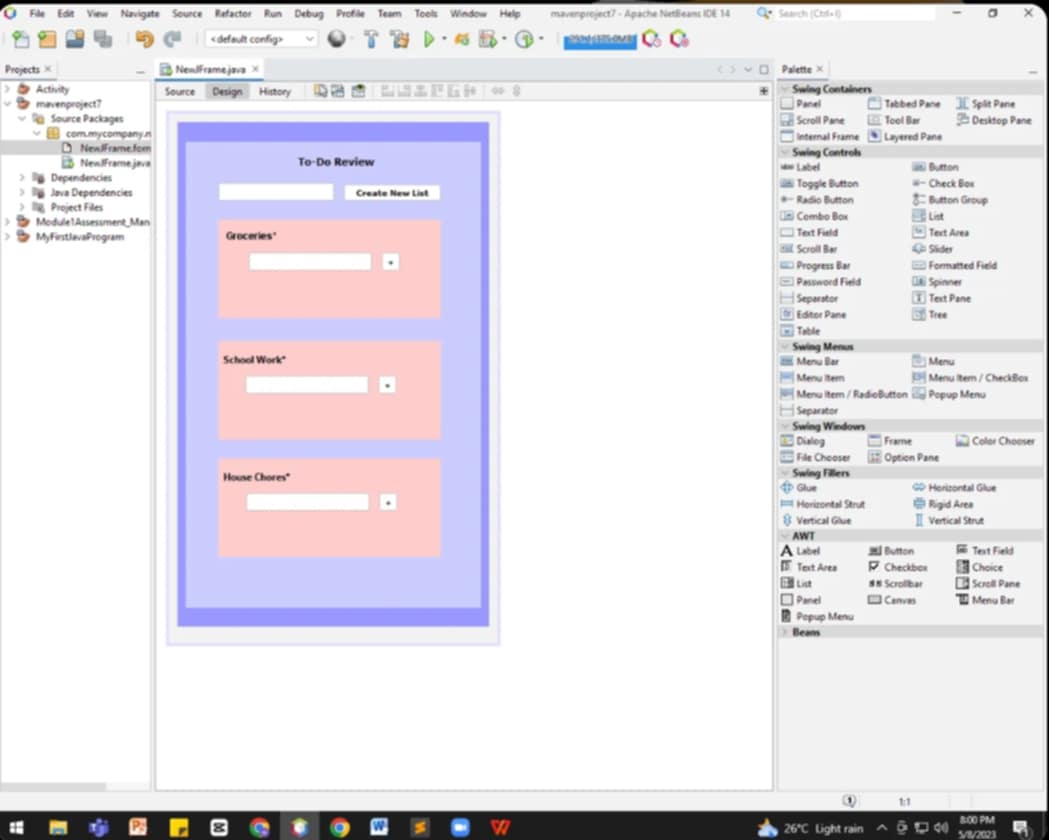 File Edit View Navigate Source Refactor Run Debug Profile Team Tools Window Help mavenproject7 - Apache NetBeans IDE 14 Search (Ctrl+I)
<default config>
Projects
NewJFrame.java
Palette
Activity
mavenproject7
Source Packages
com.mycompany.n
NewJFrame.form
NewJFrame.java
Dependencies
Java Dependencies
Project Files
Module1Assessment_Man
MyFirstJavaProgram
Source Design History
To-Do Review
Create New List
Groceries*
School Work*
House Chores*
+
Swing Containers
Panel Tabbed Pane Split Pane
Scroll Pane Tool Bar Desktop Pane
Internal Frame Layered Pane
Swing Controls
Label Button
Toggle Button Check Box
Radio Button Button Group
Combo Box List
Text Field Text Area
Scroll Bar Slider
Progress Bar Formatted Field
Password Field Spinner
Separator Text Pane
Editor Pane Tree
Table
Swing Menus
Menu Bar Menu
Menu Item Menu Item / CheckBox
Menu Item / RadioButton Popup Menu
Separator
Swing Windows
Dialog Frame Color Chooser
File Chooser Option Pane
Swing Fillers
Glue Horizontal Glue
Horizontal Strut Rigid Area
Vertical Glue Vertical Strut
AWT
Label Button Text Field
Text Area Checkbox Choice
List Scrollbar Scroll Pane
Panel Canvas Menu Bar
Popup Menu
Beans
1:1
26°C Light rain
8:00 PM
5/8/2023